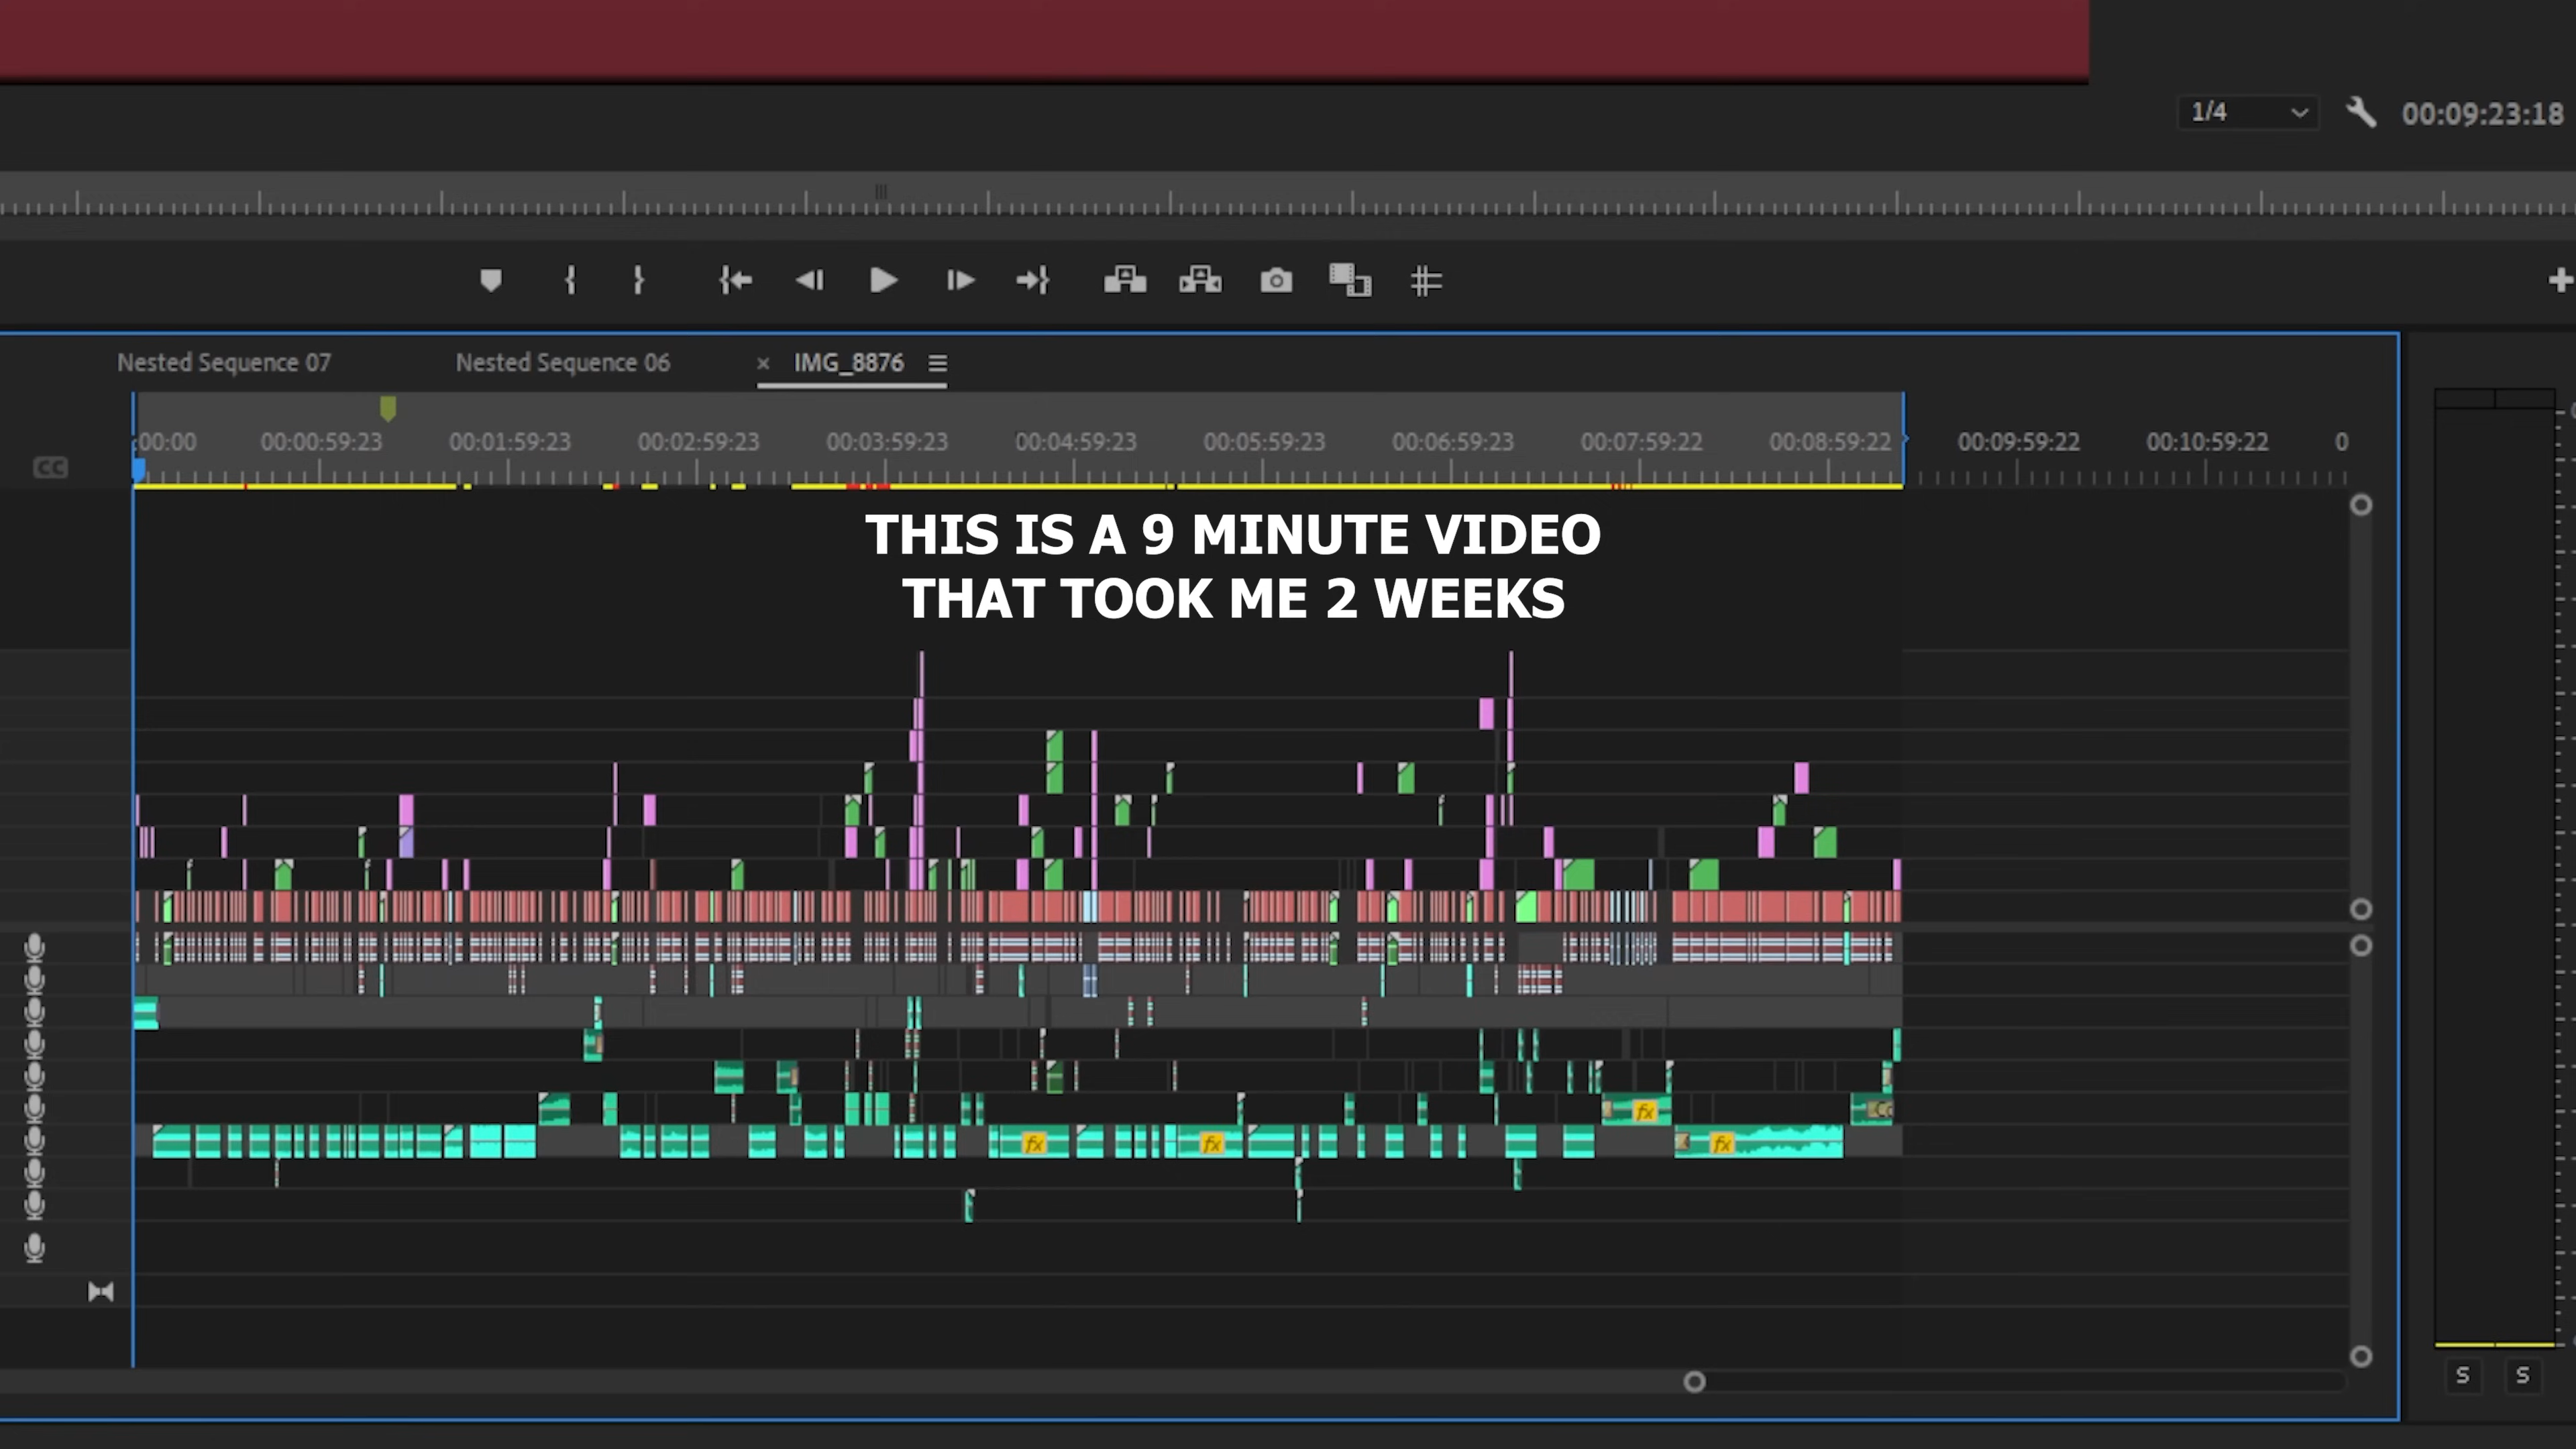 1/4
00:09:23:18
Nested Sequence 07
Nested Sequence 06
× IMG_8876
:00:00 00:00:59:23 00:01:59:23 00:02:59:23 00:03:59:23 00:04:59:23 00:05:59:23 00:06:59:23 00:07:59:22 00:08:59:22 00:09:59:22 00:10:59:22 0
CC
THIS IS A 9 MINUTE VIDEO
THAT TOOK ME 2 WEEKS
fx
Co
fx fx fx
S S